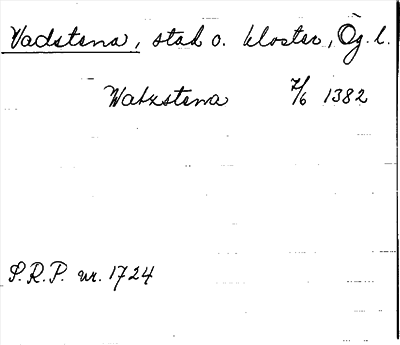 Vadstena, stad o. kloster, Ög. l.
Watzstena 7/6 1382
S.R.P. nr. 1724